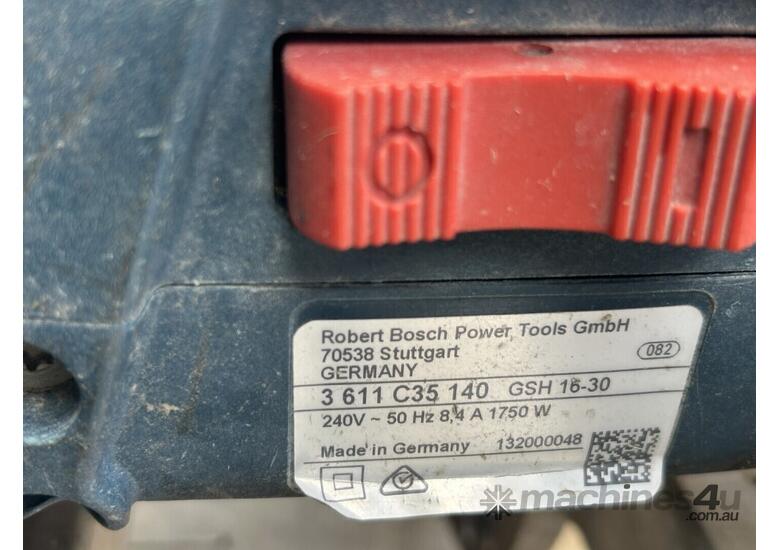 Robert Bosch Power Tools GmbH
70538 Stuttgart
082
GERMANY
3 611 C35 140 GSH 16-30
240V ~ 50 Hz 8,4 A 1750 W
Made in Germany 132000048
machines4u
.com.au